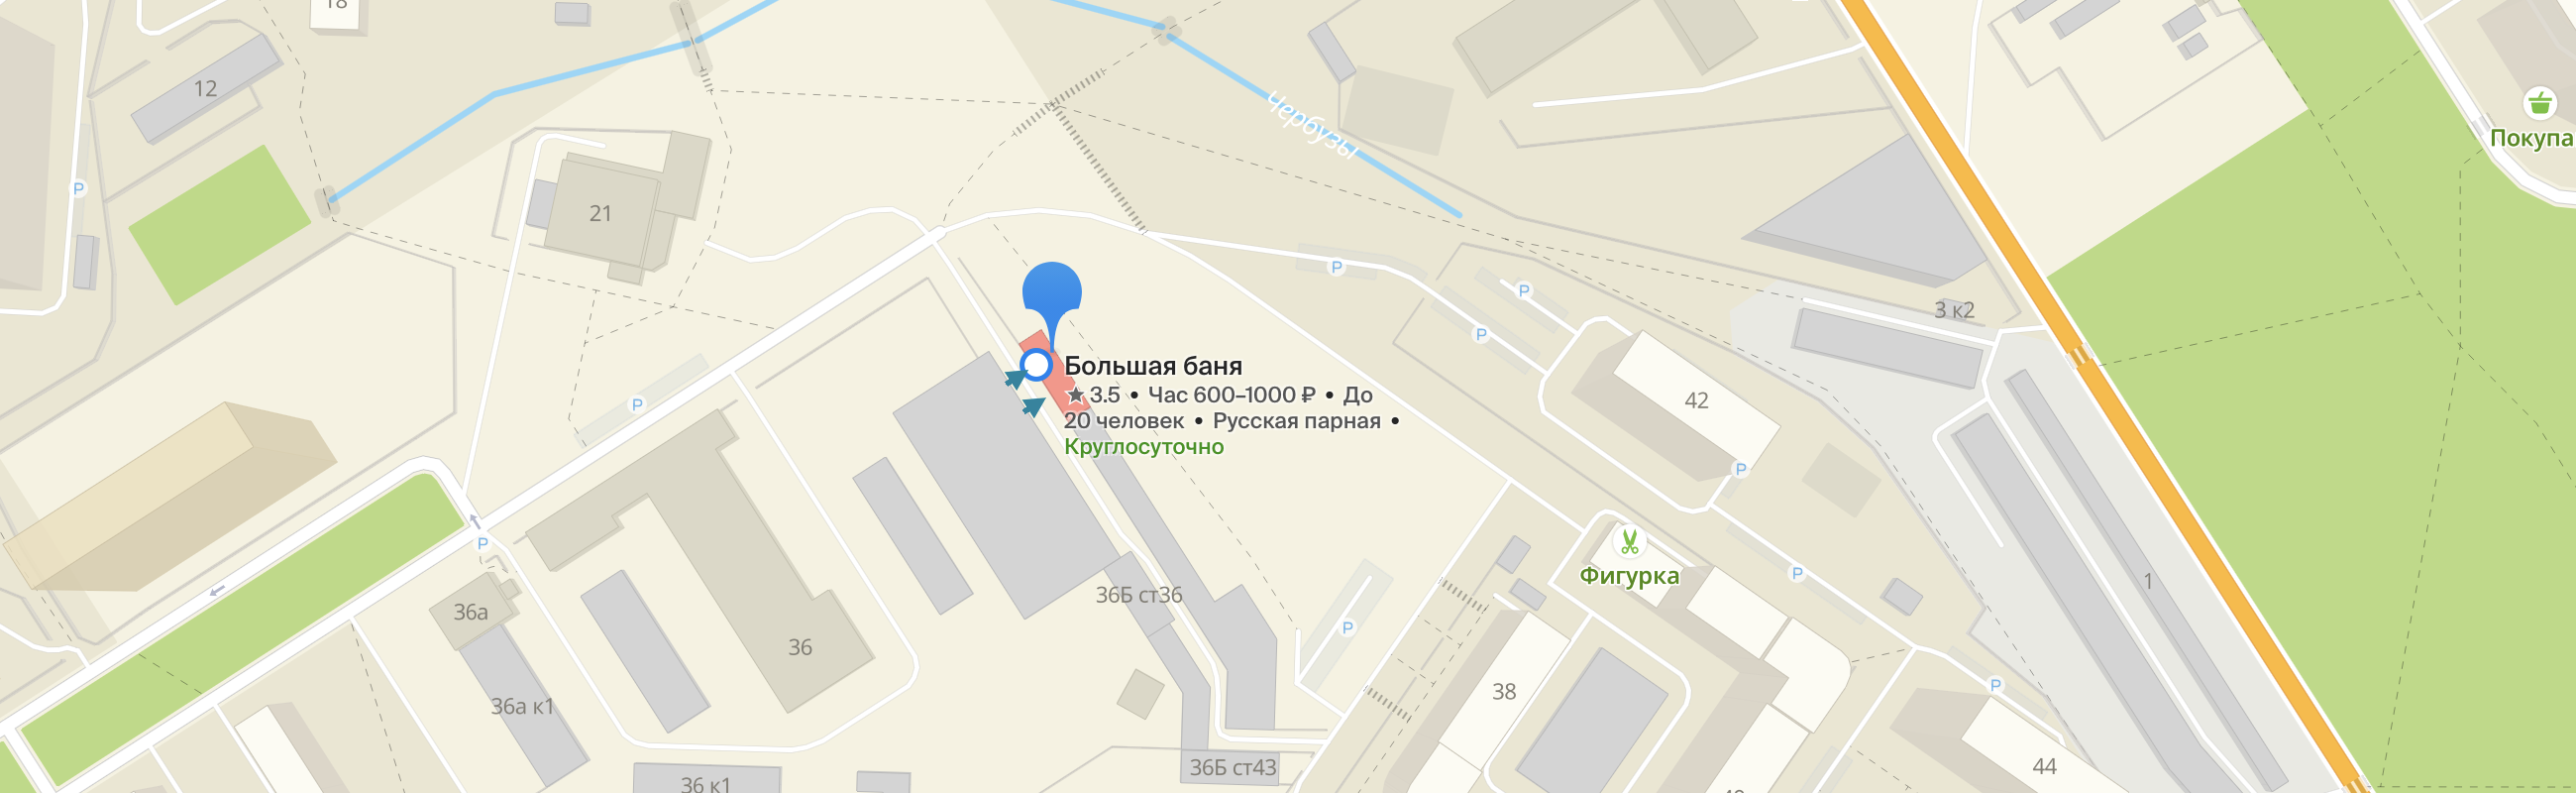 18
12
Чербузы
Покупа
P
21
P
P
3 к2
P
Большая баня
3.5 • Час 600–1000 ₽ • До
20 человек • Русская парная •
Круглосуточно
42
P
P
P
P
Фигурка
P
1
36Б ст36
36а
P
36
38
P
36а к1
44
36Б ст43
36 к1